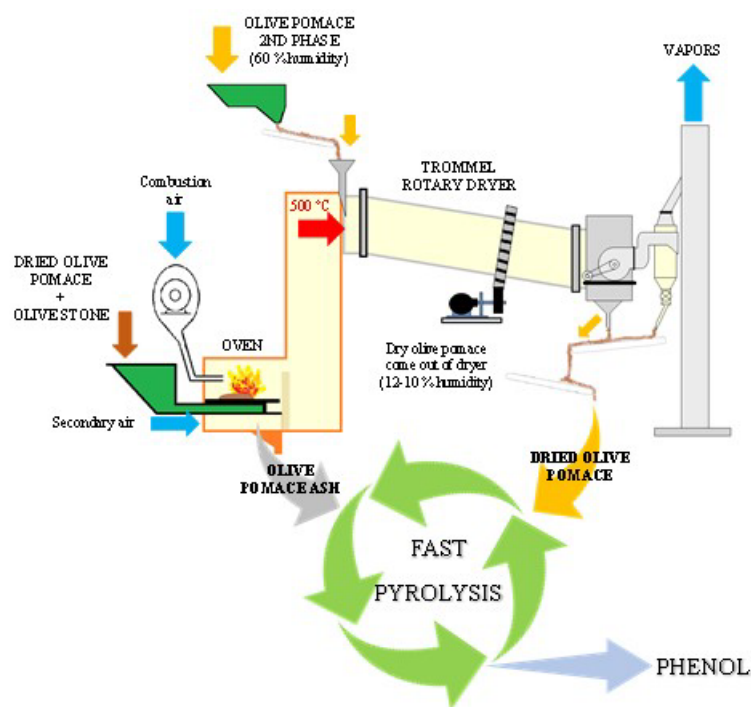 OLIVE POMACE
2ND PHASE
(60 % humidity)
VAPORS
TROMMEL
ROTARY DRYER
Combustion
air
500 °C
DRIED OLIVE
POMACE
+
OLIVE STONE
OVEN
Dry olive pomace
come out of dryer
(12-10 % humidity)
Secondary air
OLIVE
POMACE ASH
DRIED OLIVE
POMACE
FAST
PYROLYSIS
PHENOL